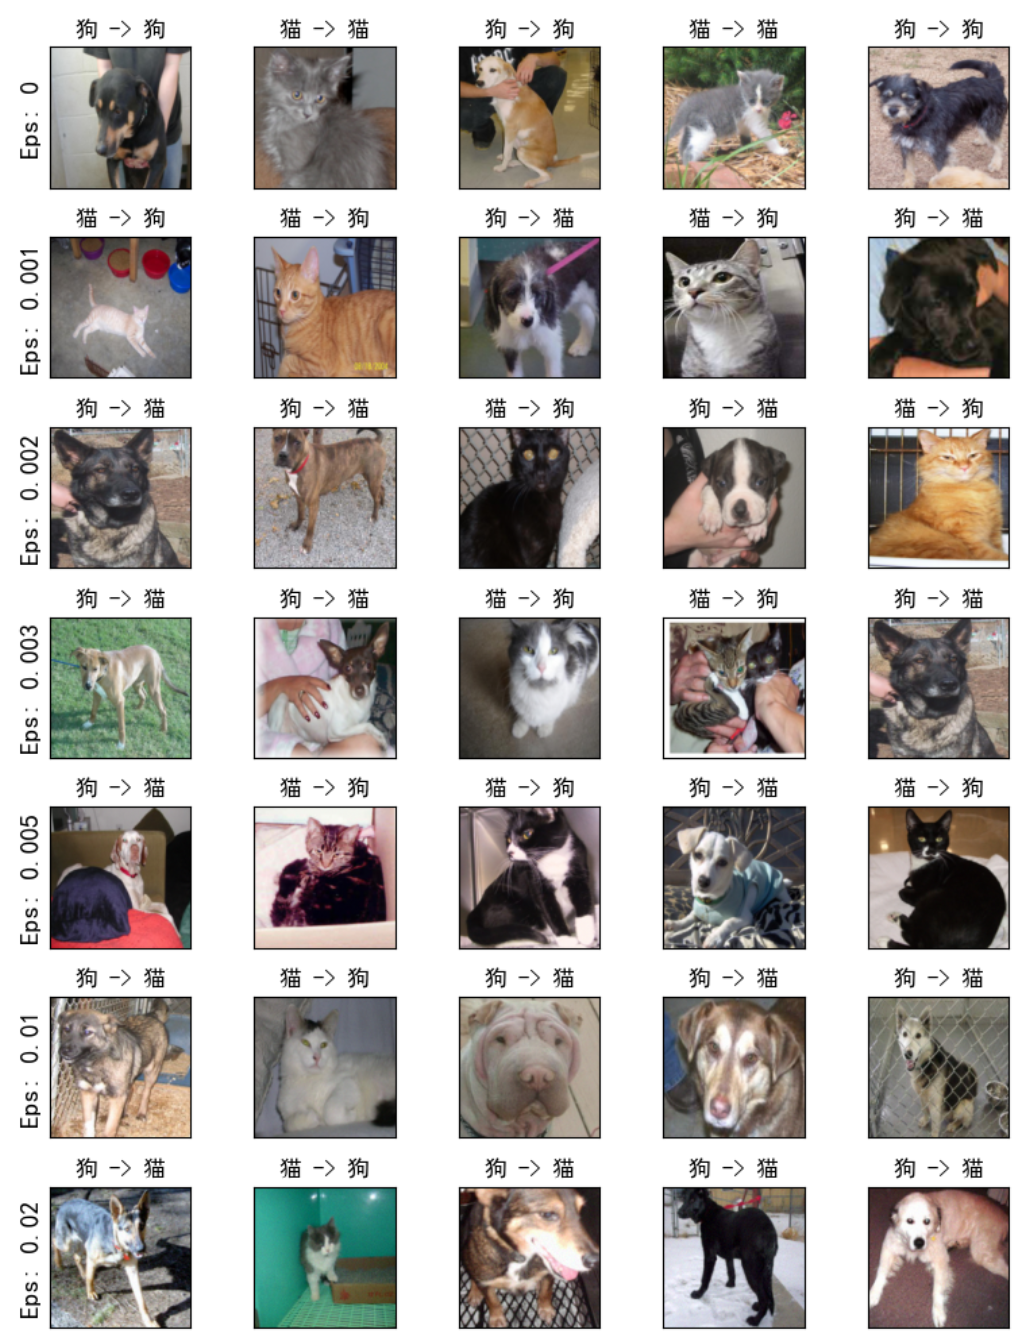 狗 -> 狗 猫 -> 猫 狗 -> 狗 猫 -> 猫 狗 -> 狗
Eps: 0
猫 -> 狗 猫 -> 狗 狗 -> 猫 猫 -> 狗 狗 -> 猫
Eps: 0.001
狗 -> 猫 狗 -> 猫 猫 -> 狗 狗 -> 猫 猫 -> 狗
Eps: 0.002
狗 -> 猫 狗 -> 猫 猫 -> 狗 猫 -> 狗 狗 -> 猫
Eps: 0.003
狗 -> 猫 猫 -> 狗 猫 -> 狗 狗 -> 猫 猫 -> 狗
Eps: 0.005
狗 -> 猫 猫 -> 狗 狗 -> 猫 狗 -> 猫 狗 -> 猫
Eps: 0.01
狗 -> 猫 猫 -> 狗 狗 -> 猫 狗 -> 猫 狗 -> 猫
Eps: 0.02